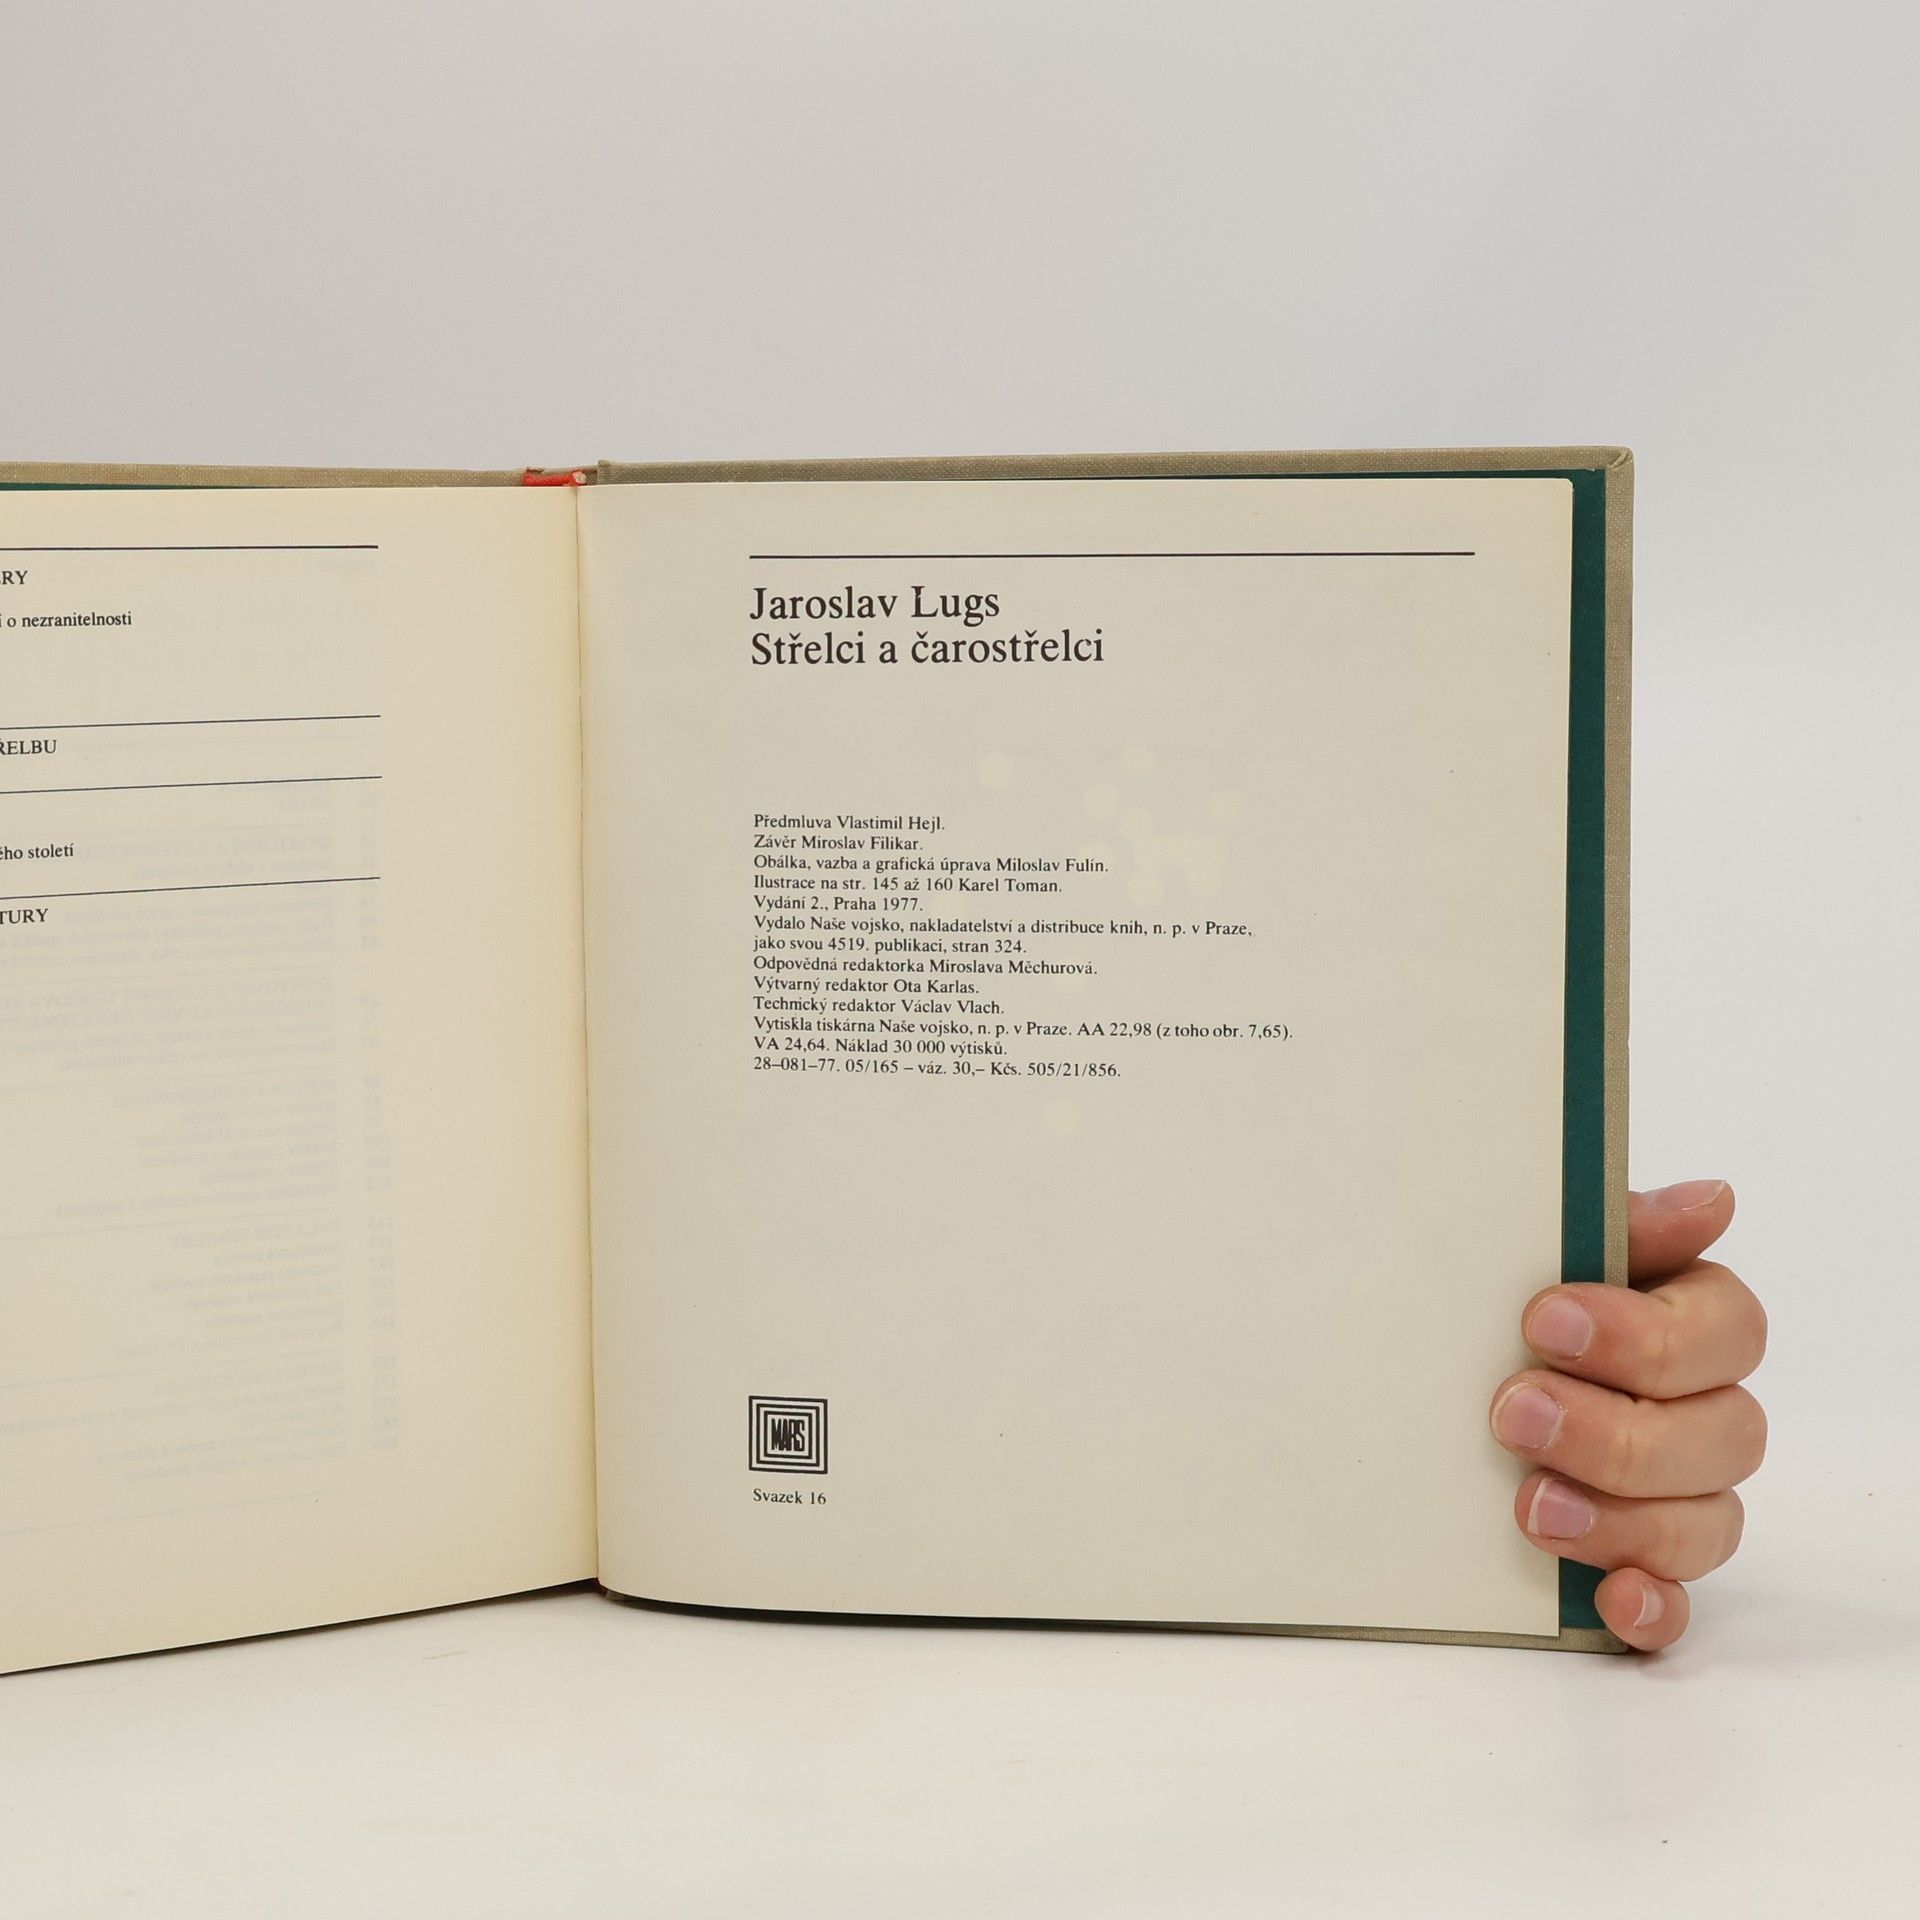 RY
í o nezranitelnosti
ŘELBU
ého století
TURY
Jaroslav Lugs
Střelci a čarostřelci
Předmluva Vlastimil Hejl.
Závěr Miroslav Filikar.
Obálka, vazba a grafická úprava Miloslav Fulín.
Ilustrace na str. 145 až 160 Karel Toman.
Vydání 2., Praha 1977.
Vydalo Naše vojsko, nakladatelství a distribuce knih, n. p. v Praze,
jako svou 4519. publikaci, stran 324.
Odpovědná redaktorka Miroslava Měchurová.
Výtvarný redaktor Ota Karlas.
Technický redaktor Václav Vlach.
Vytiskla tiskárna Naše vojsko, n. p. v Praze. AA 22,98 (z toho obr. 7,65).
VA 24,64. Náklad 30 000 výtisků.
28–081–77. 05/165 – váz. 30,– Kčs. 505/21/856.
MARS
Svazek 16